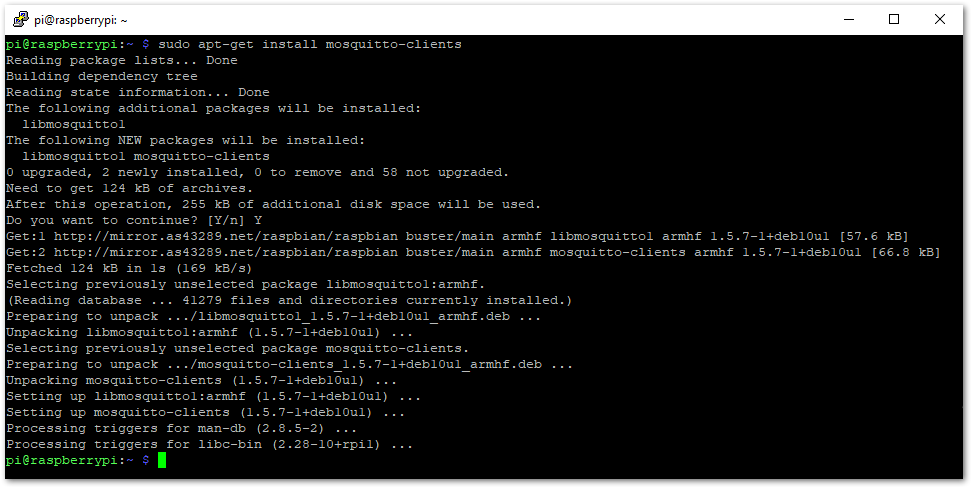 pi@raspberrypi: ~
pi@raspberrypi:~ $ sudo apt-get install mosquitto-clients
Reading package lists... Done
Building dependency tree
Reading state information... Done
The following additional packages will be installed:
  libmosquitto1
The following NEW packages will be installed:
  libmosquitto1 mosquitto-clients
0 upgraded, 2 newly installed, 0 to remove and 58 not upgraded.
Need to get 124 kB of archives.
After this operation, 255 kB of additional disk space will be used.
Do you want to continue? [Y/n] Y
Get:1 http://mirror.as43289.net/raspbian/raspbian buster/main armhf libmosquitto1 armhf 1.5.7-1+deb10u1 [57.6 kB]
Get:2 http://mirror.as43289.net/raspbian/raspbian buster/main armhf mosquitto-clients armhf 1.5.7-1+deb10u1 [66.8 kB]
Fetched 124 kB in 1s (169 kB/s)
Selecting previously unselected package libmosquitto1:armhf.
(Reading database ... 41279 files and directories currently installed.)
Preparing to unpack .../libmosquitto1_1.5.7-1+deb10u1_armhf.deb ...
Unpacking libmosquitto1:armhf (1.5.7-1+deb10u1) ...
Selecting previously unselected package mosquitto-clients.
Preparing to unpack .../mosquitto-clients_1.5.7-1+deb10u1_armhf.deb ...
Unpacking mosquitto-clients (1.5.7-1+deb10u1) ...
Setting up libmosquitto1:armhf (1.5.7-1+deb10u1) ...
Setting up mosquitto-clients (1.5.7-1+deb10u1) ...
Processing triggers for man-db (2.8.5-2) ...
Processing triggers for libc-bin (2.28-10+rpi1) ...
pi@raspberrypi:~ $